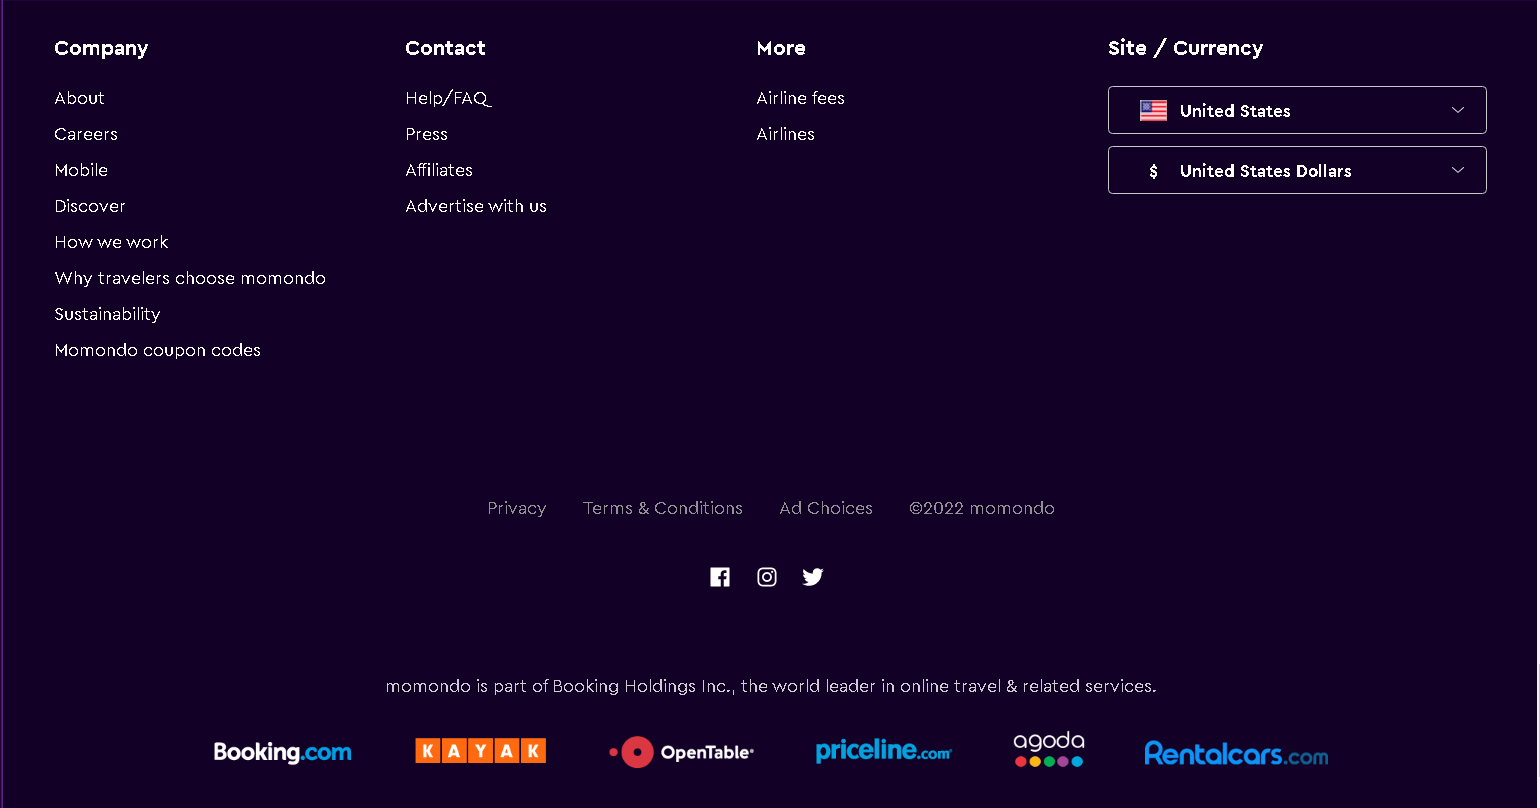 Company
About
Careers
Mobile
Discover
How we work
Why travelers choose momondo
Sustainability
Momondo coupon codes
Contact
Help/FAQ
Press
Affiliates
Advertise with us
More
Airline fees
Airlines
Site / Currency
United States
$ United States Dollars
Privacy Terms & Conditions Ad Choices ©2022 momondo
momondo is part of Booking Holdings Inc., the world leader in online travel & related services.
Booking.com KAYAK OpenTable® priceline.com® agoda Rentalcars.com